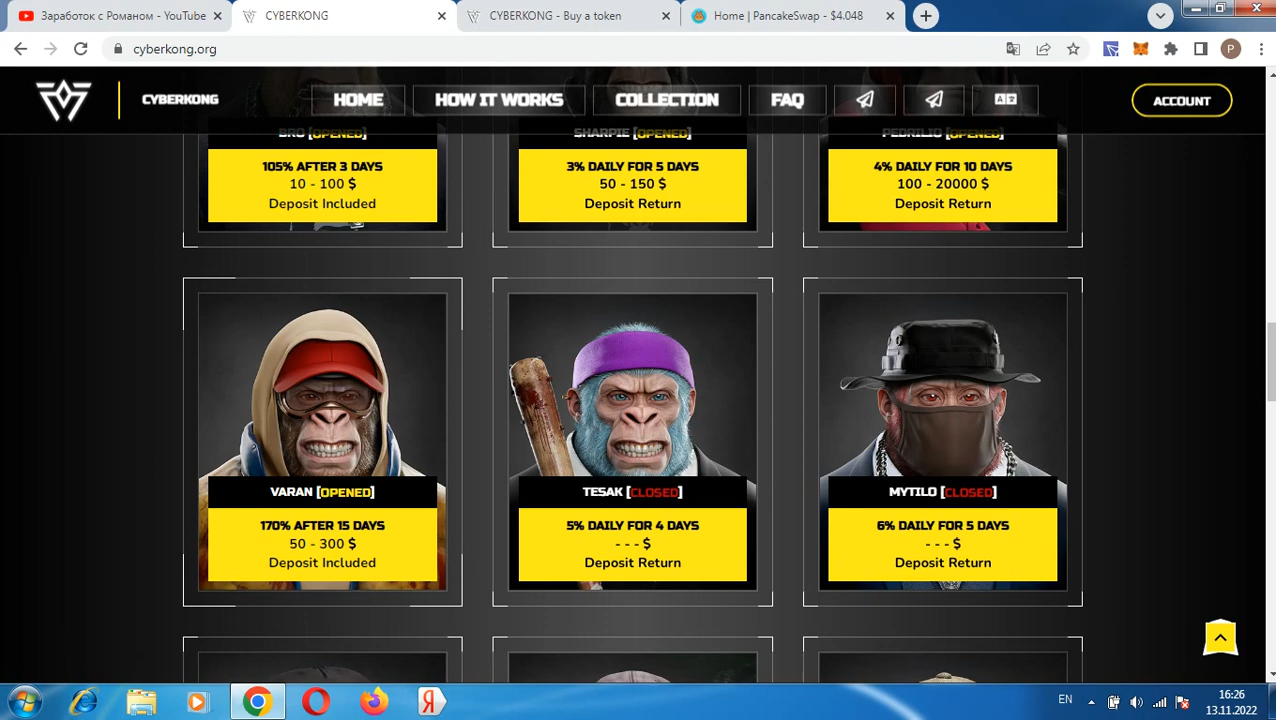 Заработок с Романом - YouTube
CYBERKONG
CYBERKONG - Buy a token
Home | PancakeSwap - $4.048
cyberkong.org
P
CYBERKONG
HOME
HOW IT WORKS
COLLECTION
FAQ
ACCOUNT
BRO [OPENED]
105% AFTER 3 DAYS
10 - 100 $
Deposit Included
SHARPIE [OPENED]
3% DAILY FOR 5 DAYS
50 - 150 $
Deposit Return
PEDRILIO [OPENED]
4% DAILY FOR 10 DAYS
100 - 20000 $
Deposit Return
VARAN [OPENED]
170% AFTER 15 DAYS
50 - 300 $
Deposit Included
TESAK [CLOSED]
5% DAILY FOR 4 DAYS
- - - $
Deposit Return
MYTILO [CLOSED]
6% DAILY FOR 5 DAYS
- - - $
Deposit Return
EN
16:26
13.11.2022